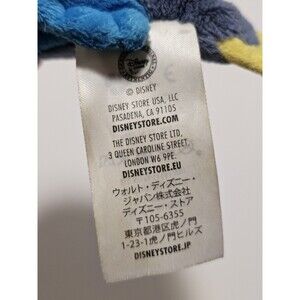 © DISNEY
DISNEY STORE USA, LLC
PASADENA, CA 91105
DISNEYSTORE.COM
THE DISNEY STORE LTD.
3 QUEEN CAROLINE STREET,
LONDON W6 9PE.
DISNEYSTORE.EU
ウォルト・ディズニー・
ジャパン株式会社
ディズニー・ストア
〒105-6355
東京都港区虎ノ門
1-23-1虎ノ門ヒルズ
DISNEYSTORE.JP